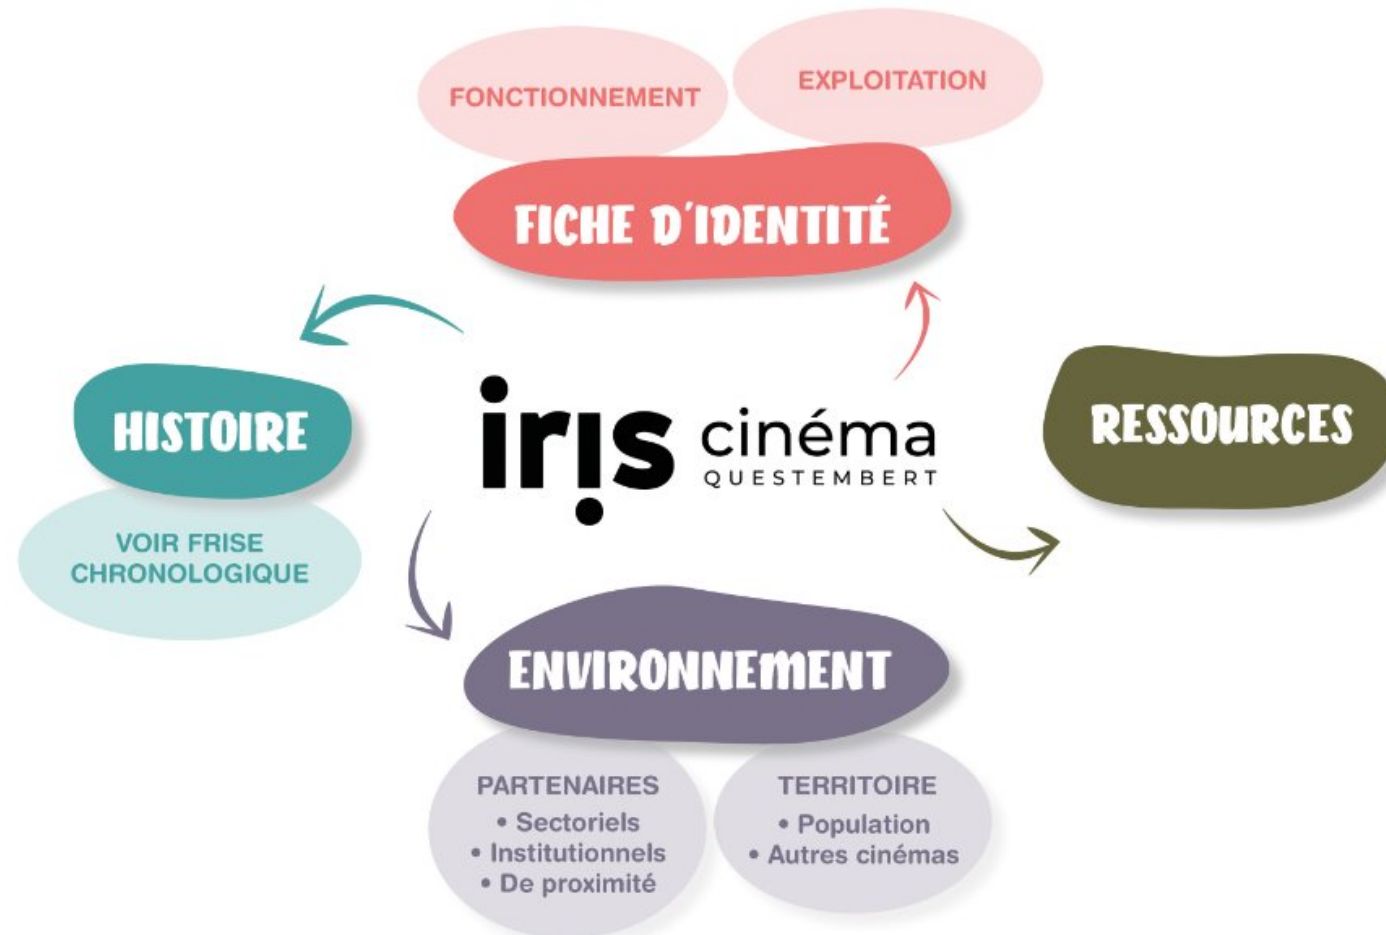 FONCTIONNEMENT
EXPLOITATION
FICHE D'IDENTITÉ
HISTOIRE
VOIR FRISE
CHRONOLOGIQUE
iris cinéma
QUESTEMBERT
RESSOURCES
ENVIRONNEMENT
PARTENAIRES
• Sectoriels
• Institutionnels
• De proximité
TERRITOIRE
• Population
• Autres cinémas